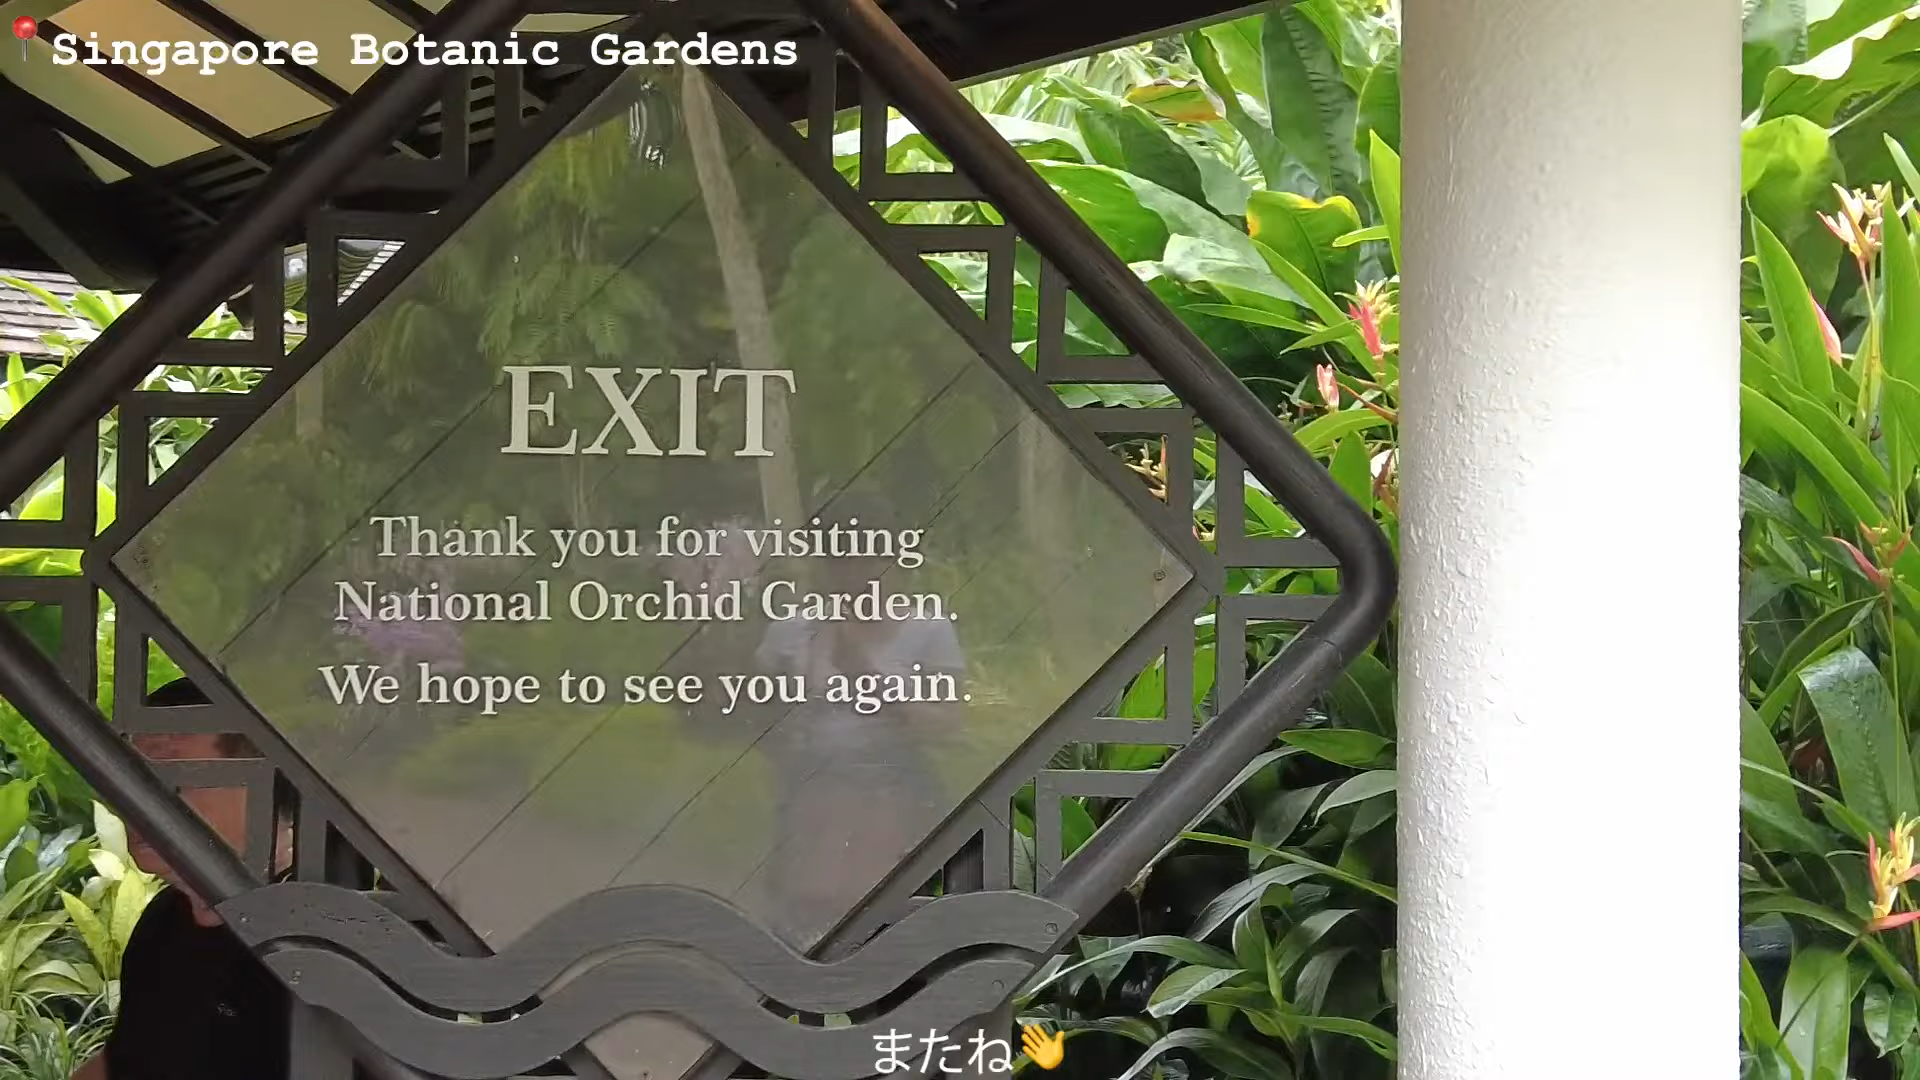 📍Singapore Botanic Gardens
EXIT
Thank you for visiting
National Orchid Garden.
We hope to see you again.
またね👋